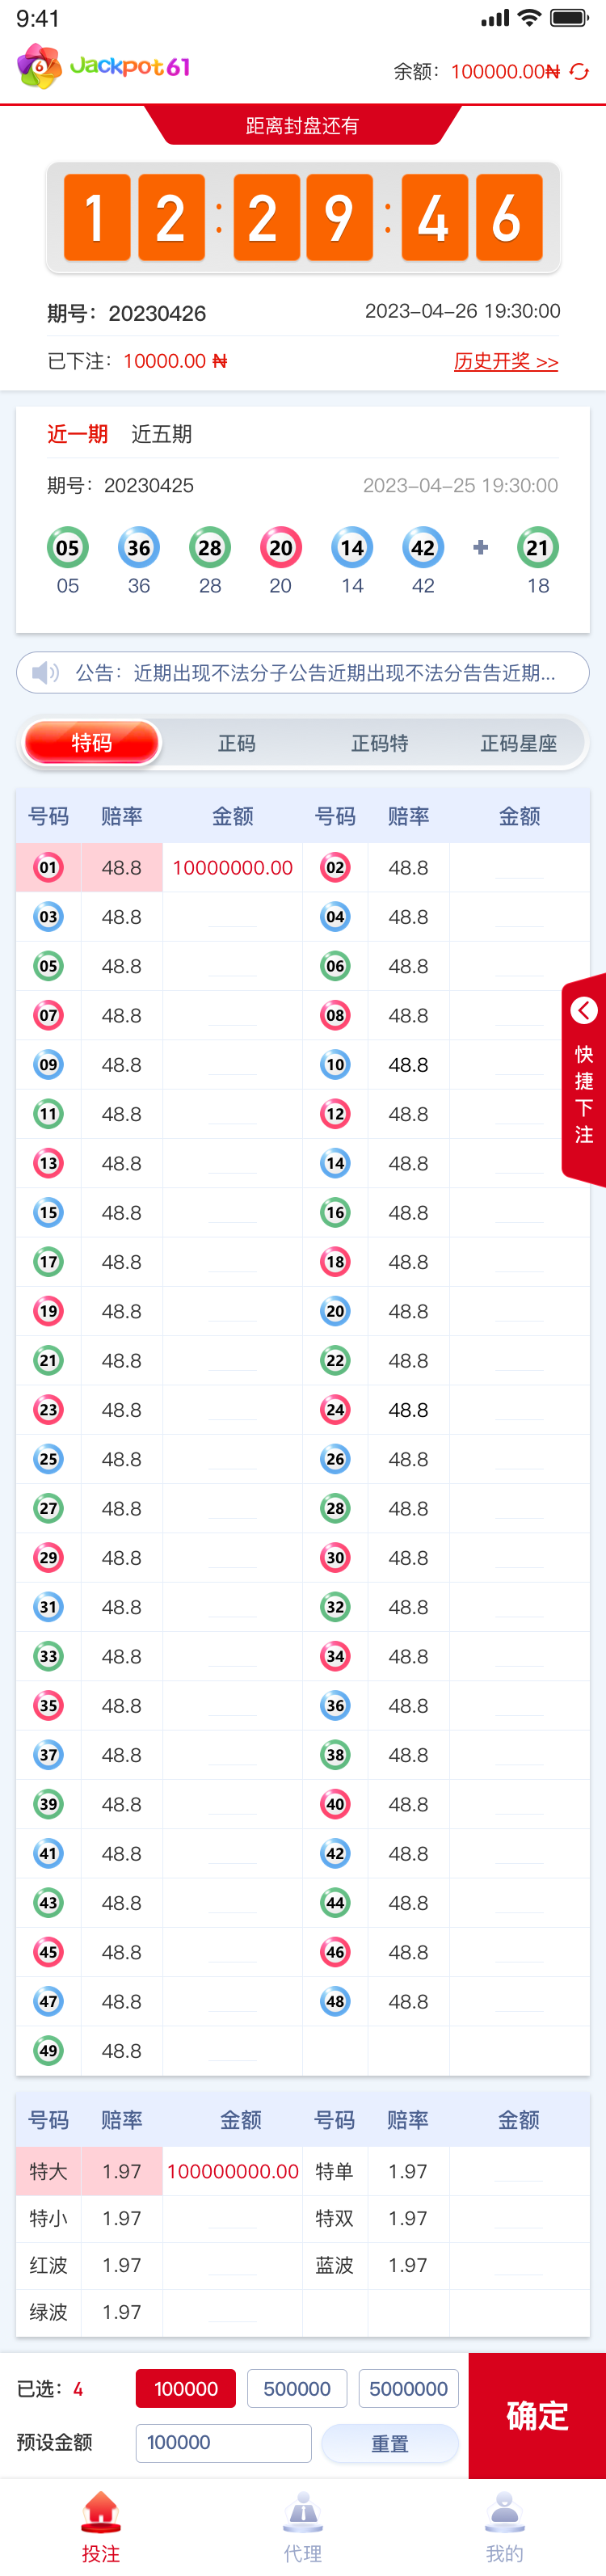 9:41
Jackpot61
余额：100000.00₦
距离封盘还有
12:29:46
期号：20230426 2023-04-26 19:30:00
已下注：10000.00 ₦ 历史开奖 >>
近一期 近五期
期号：20230425 2023-04-25 19:30:00
05 36 28 20 14 42 + 21
05 36 28 20 14 42 18
公告：近期出现不法分子公告近期出现不法分告告近期...
特码 正码 正码特 正码星座
号码 赔率 金额 号码 赔率 金额
01 48.8 10000000.00 02 48.8
03 48.8 04 48.8
05 48.8 06 48.8
07 48.8 08 48.8
09 48.8 10 48.8
11 48.8 12 48.8
13 48.8 14 48.8
15 48.8 16 48.8
17 48.8 18 48.8
19 48.8 20 48.8
21 48.8 22 48.8
23 48.8 24 48.8
25 48.8 26 48.8
27 48.8 28 48.8
29 48.8 30 48.8
31 48.8 32 48.8
33 48.8 34 48.8
35 48.8 36 48.8
37 48.8 38 48.8
39 48.8 40 48.8
41 48.8 42 48.8
43 48.8 44 48.8
45 48.8 46 48.8
47 48.8 48 48.8
49 48.8
快捷下注
号码 赔率 金额 号码 赔率 金额
特大 1.97 100000000.00 特单 1.97
特小 1.97 特双 1.97
红波 1.97 蓝波 1.97
绿波 1.97
已选：4 100000 500000 5000000
预设金额 100000 重置
确定
投注 代理 我的